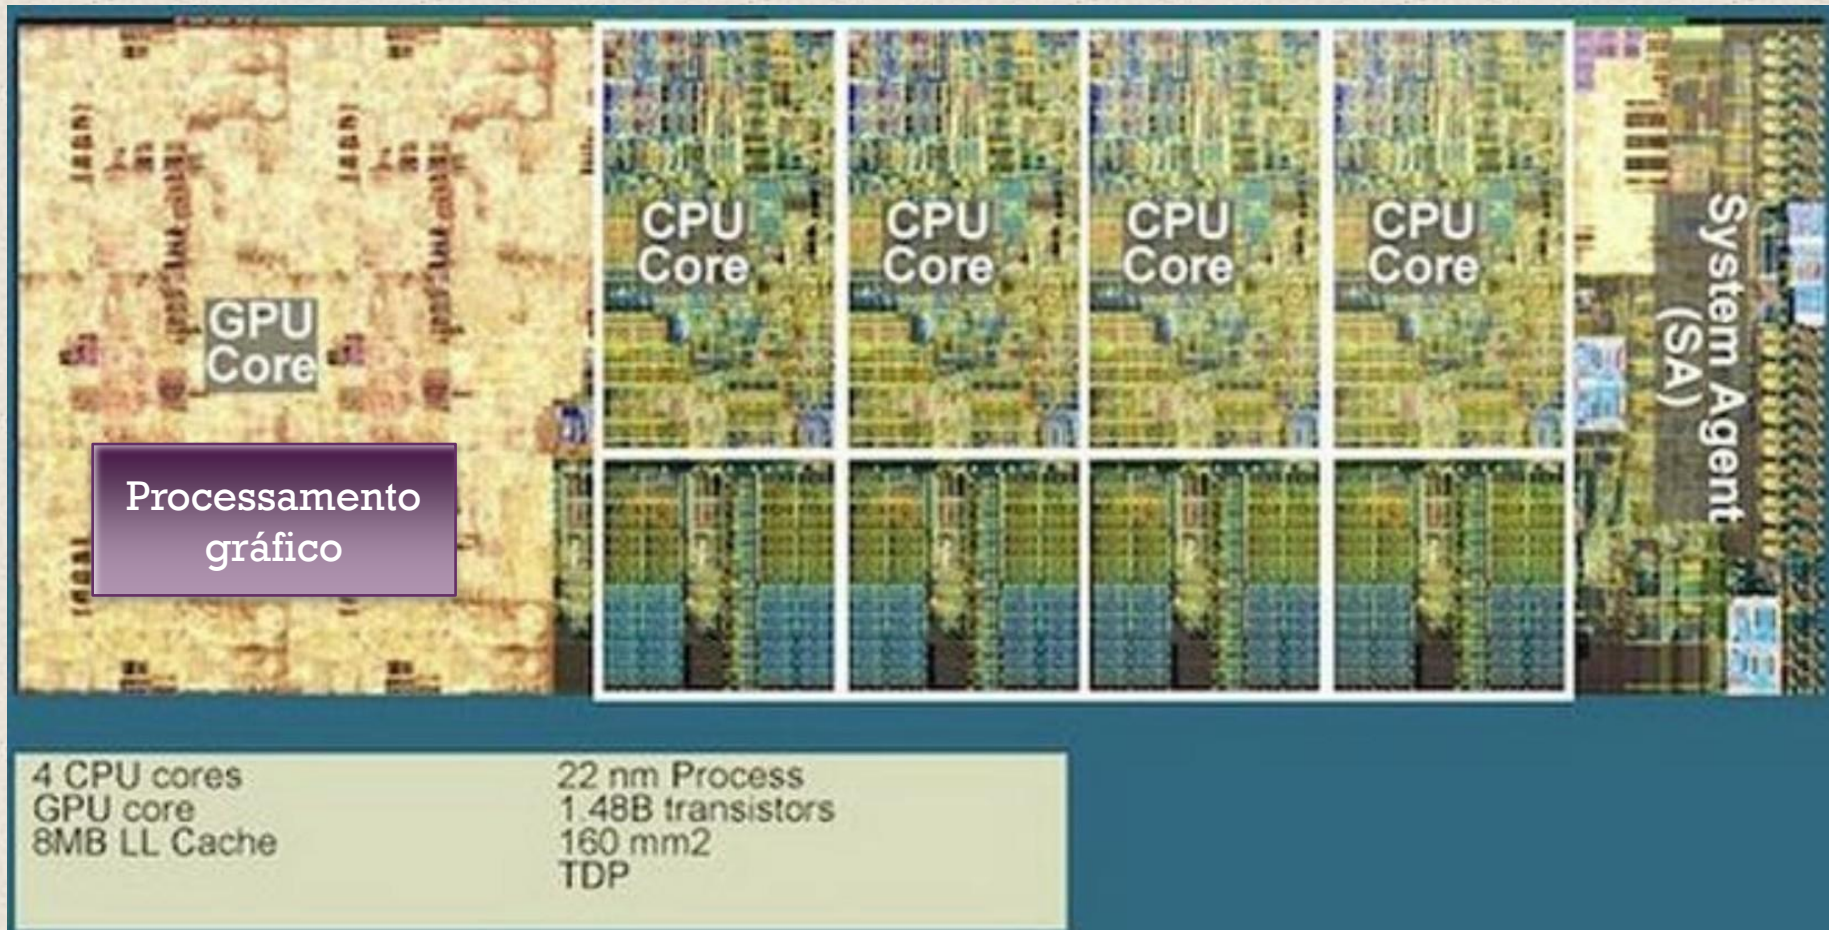 GPU
Core
CPU
Core
CPU
Core
CPU
Core
CPU
Core
System Agent
(SA)
Processamento
gráfico
4 CPU cores
GPU core
8MB LL Cache
22 nm Process
1.48B transistors
160 mm2
TDP